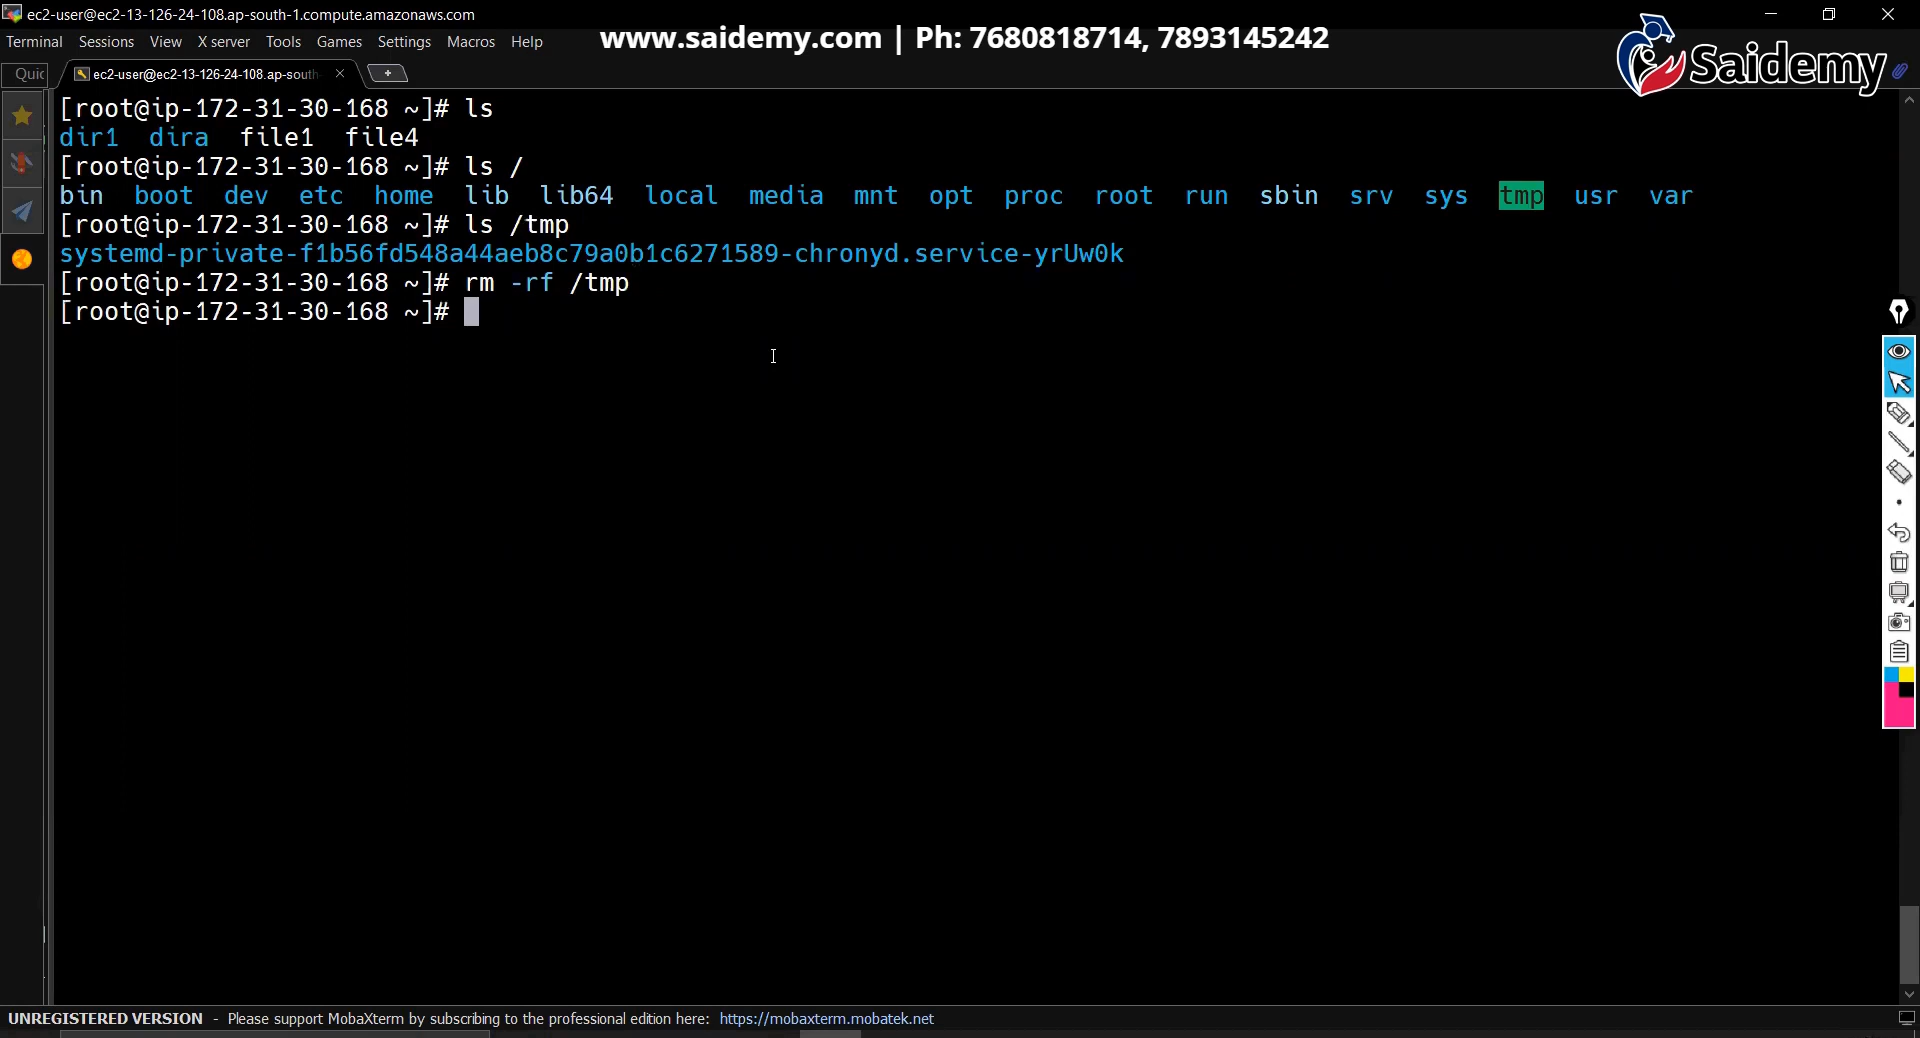 ec2-user@ec2-13-126-24-108.ap-south-1.compute.amazonaws.com
Terminal Sessions View X server Tools Games Settings Macros Help
www.saidemy.com | Ph: 7680818714, 7893145242
Saidemy
Quic
ec2-user@ec2-13-126-24-108.ap-south-
[root@ip-172-31-30-168 ~]# ls
dir1 dira file1 file4
[root@ip-172-31-30-168 ~]# ls /
bin boot dev etc home lib lib64 local media mnt opt proc root run sbin srv sys tmp usr var
[root@ip-172-31-30-168 ~]# ls /tmp
systemd-private-f1b56fd548a44aeb8c79a0b1c6271589-chronyd.service-yrUw0k
[root@ip-172-31-30-168 ~]# rm -rf /tmp
[root@ip-172-31-30-168 ~]#
UNREGISTERED VERSION - Please support MobaXterm by subscribing to the professional edition here: https://mobaxterm.mobatek.net